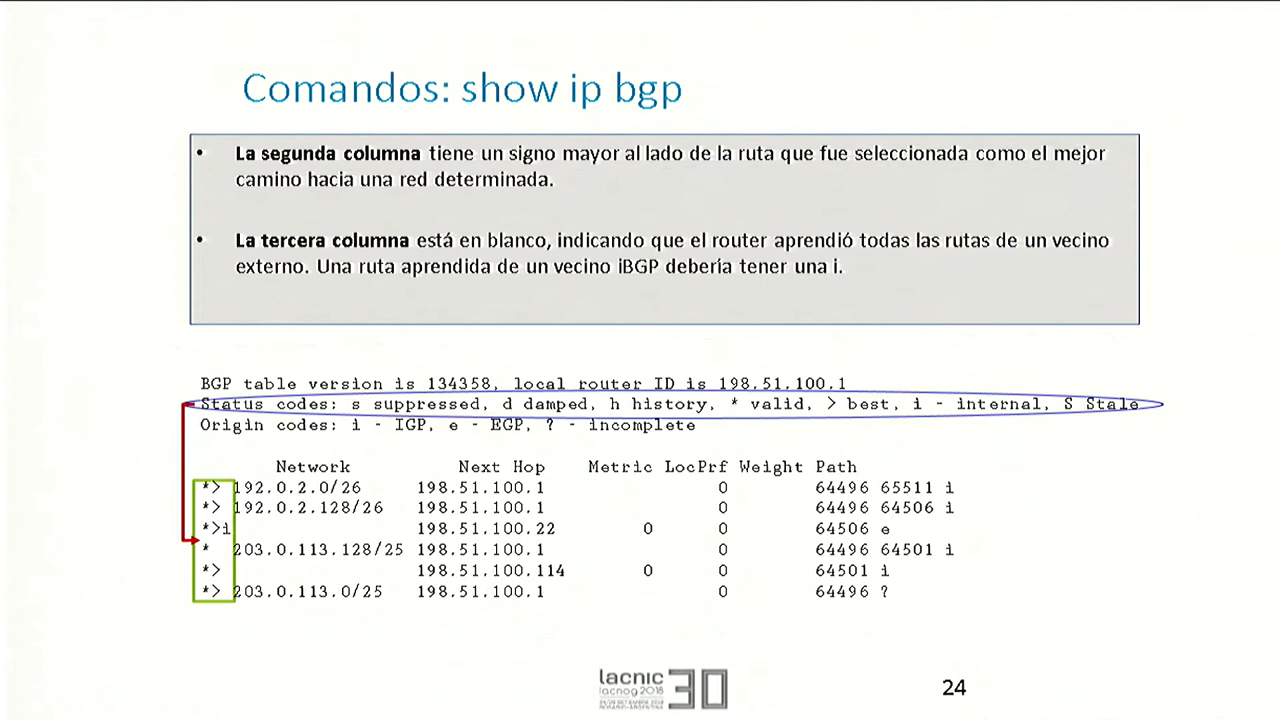 Comandos: show ip bgp
• La segunda columna tiene un signo mayor al lado de la ruta que fue seleccionada como el mejor
camino hacia una red determinada.
• La tercera columna está en blanco, indicando que el router aprendió todas las rutas de un vecino
externo. Una ruta aprendida de un vecino iBGP debería tener una i.
BGP table version is 134358, local router ID is 198.51.100.1
Status codes: s suppressed, d damped, h history, * valid, > best, i - internal, S Stale
Origin codes: i - IGP, e - EGP, ? - incomplete
Network Next Hop Metric LocPrf Weight Path
*> 192.0.2.0/26 198.51.100.1 0 64496 65511 i
*> 192.0.2.128/26 198.51.100.1 0 64496 64506 i
*>i 198.51.100.22 0 0 64506 e
* 203.0.113.128/25 198.51.100.1 0 64496 64501 i
*> 198.51.100.114 0 0 64501 i
*> 203.0.113.0/25 198.51.100.1 0 64496 ?
lacnic 30
lacnog 2018
24